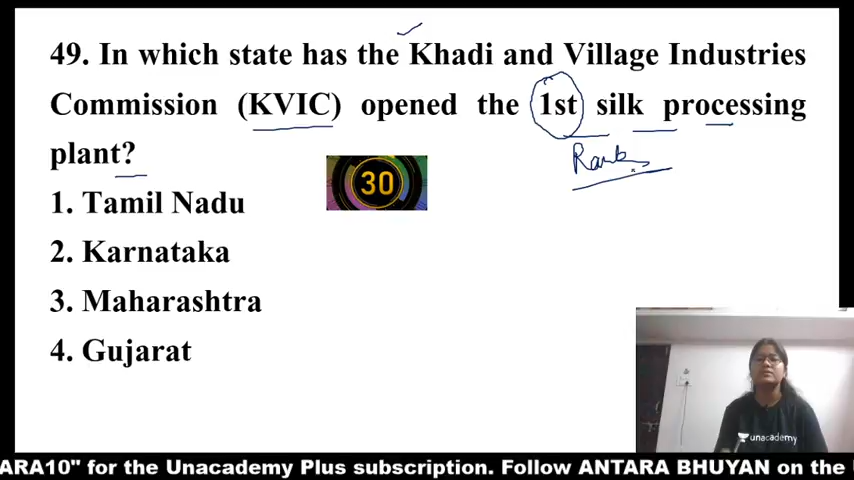 49. In which state has the Khadi and Village Industries
Commission (KVIC) opened the 1st silk processing
plant?
Rank
30
1. Tamil Nadu
2. Karnataka
3. Maharashtra
4. Gujarat
unacademy
ARA10" for the Unacademy Plus subscription. Follow ANTARA BHUYAN on the